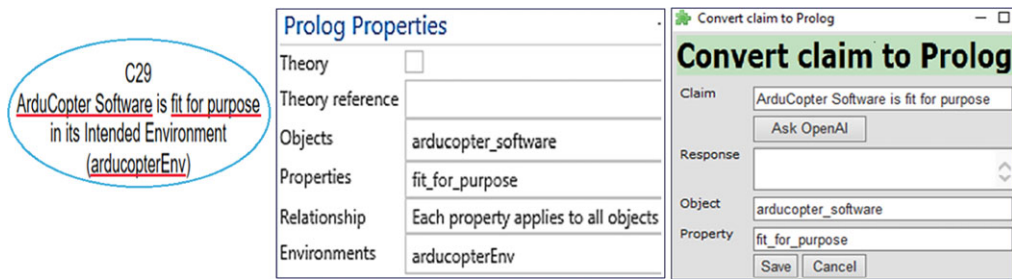 C29
ArduCopter Software is fit for purpose
in its Intended Environment
(arducopterEnv)
Prolog Properties
Theory
Theory reference
Objects arducopter_software
Properties fit_for_purpose
Relationship Each property applies to all objects
Environments arducopterEnv
Convert claim to Prolog
Convert claim to Prolog
Claim ArduCopter Software is fit for purpose
Ask OpenAI
Response
Object arducopter_software
Property fit_for_purpose
Save Cancel